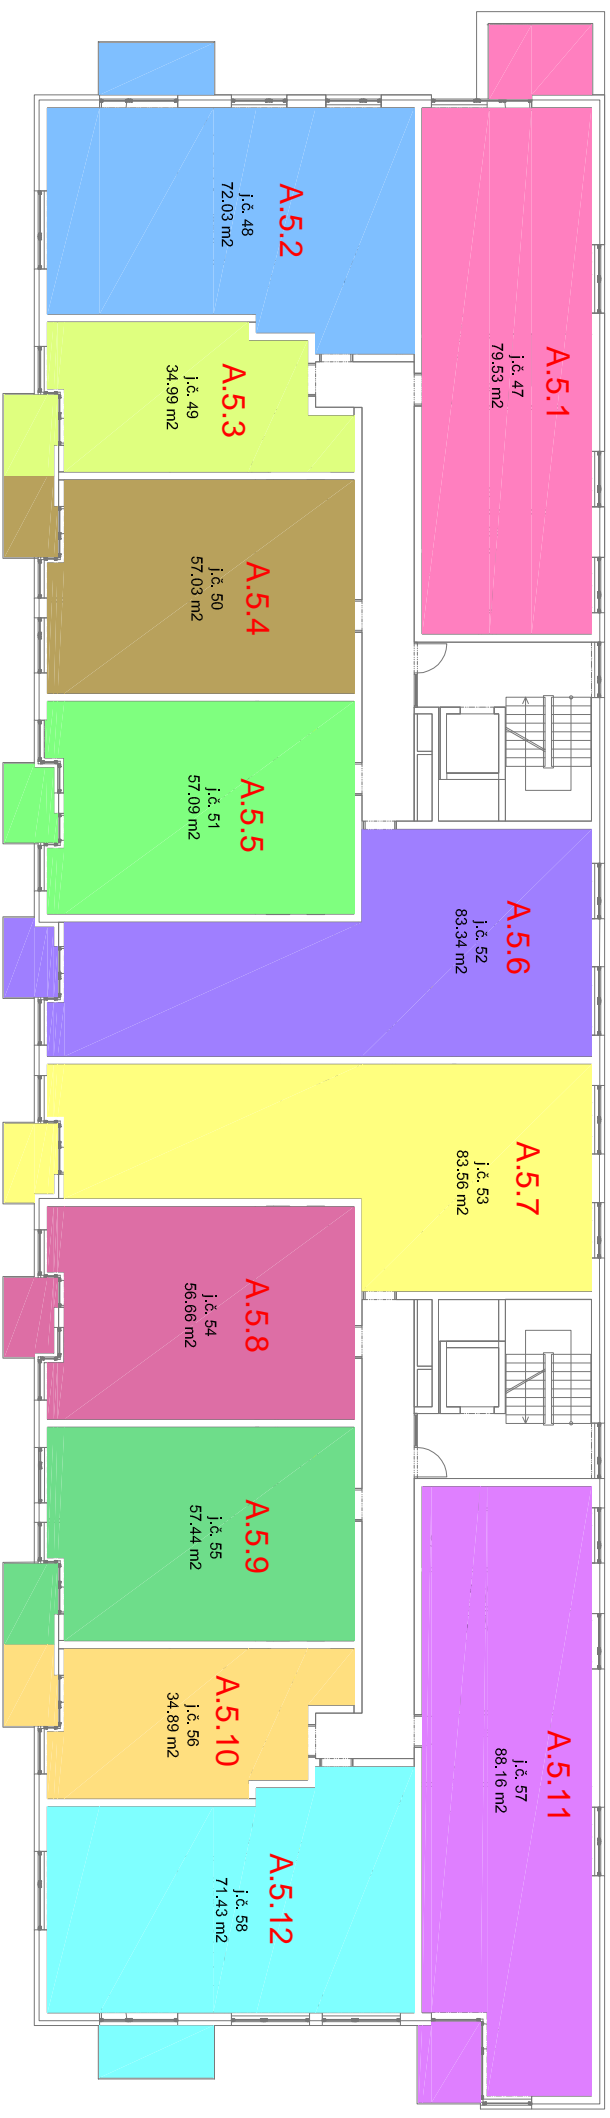 A.5.1
j.č. 47
79.53 m2
A.5.2
j.č. 48
72.03 m2
A.5.3
j.č. 49
34.99 m2
A.5.4
j.č. 50
57.03 m2
A.5.5
j.č. 51
57.09 m2
A.5.6
j.č. 52
83.34 m2
A.5.7
j.č. 53
83.56 m2
A.5.8
j.č. 54
56.66 m2
A.5.9
j.č. 55
57.44 m2
A.5.10
j.č. 56
34.89 m2
A.5.11
j.č. 57
88.16 m2
A.5.12
j.č. 58
71.43 m2